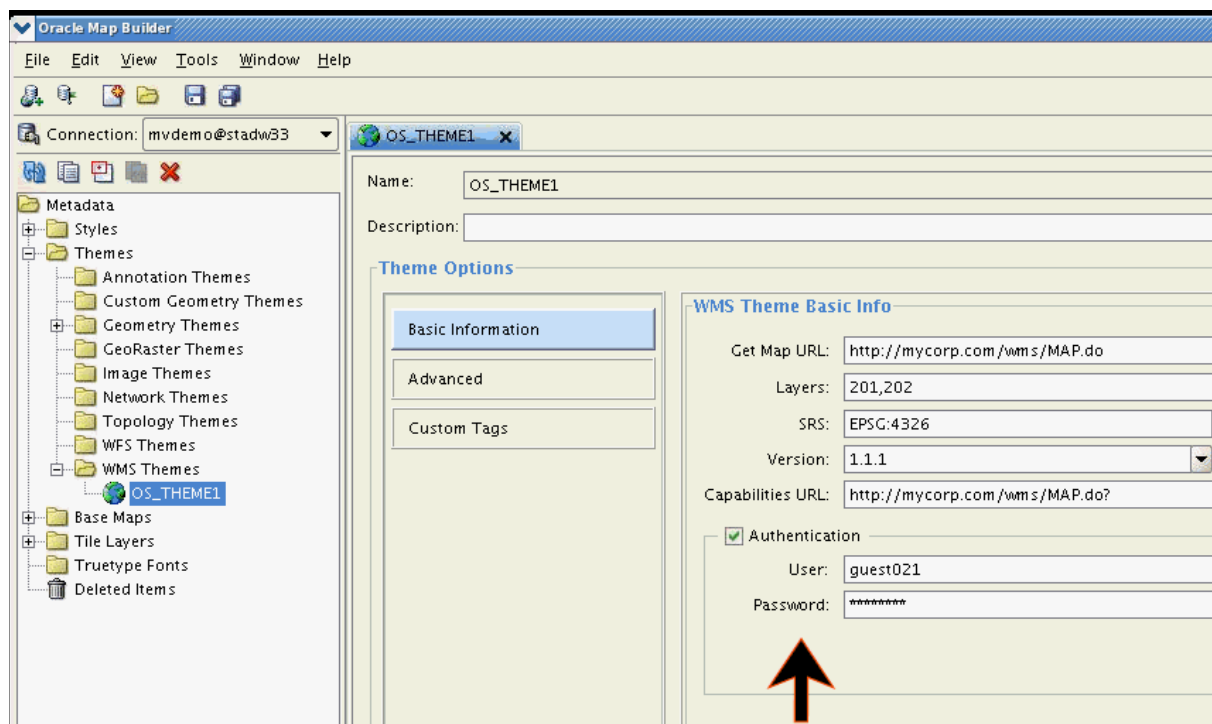 Oracle Map Builder
File Edit View Tools Window Help
Connection: mvdemo@stadw33
OS_THEME1
Metadata
Styles
Themes
Annotation Themes
Custom Geometry Themes
Geometry Themes
GeoRaster Themes
Image Themes
Network Themes
Topology Themes
WFS Themes
WMS Themes
OS_THEME1
Base Maps
Tile Layers
Truetype Fonts
Deleted Items
Name: OS_THEME1
Description:
Theme Options
Basic Information
Advanced
Custom Tags
WMS Theme Basic Info
Get Map URL: http://mycorp.com/wms/MAP.do
Layers: 201,202
SRS: EPSG:4326
Version: 1.1.1
Capabilities URL: http://mycorp.com/wms/MAP.do?
Authentication
User: guest021
Password: ********